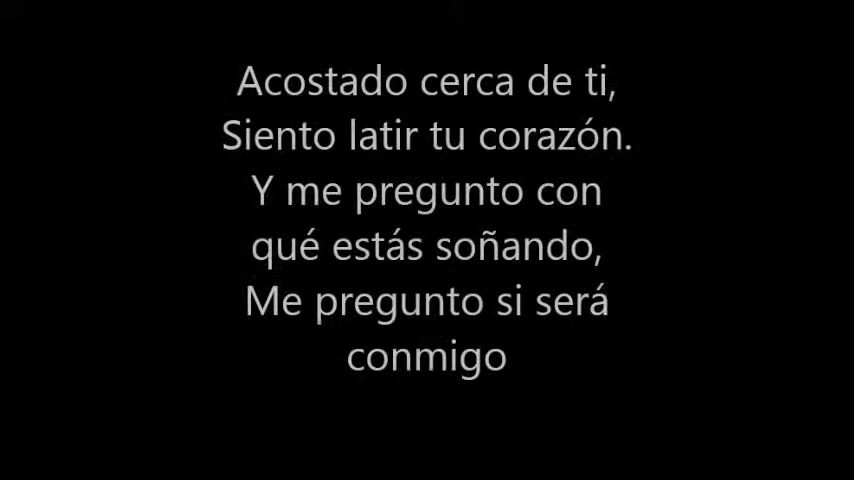 Acostado cerca de ti,
Siento latir tu corazón.
Y me pregunto con
qué estás soñando,
Me pregunto si será
conmigo